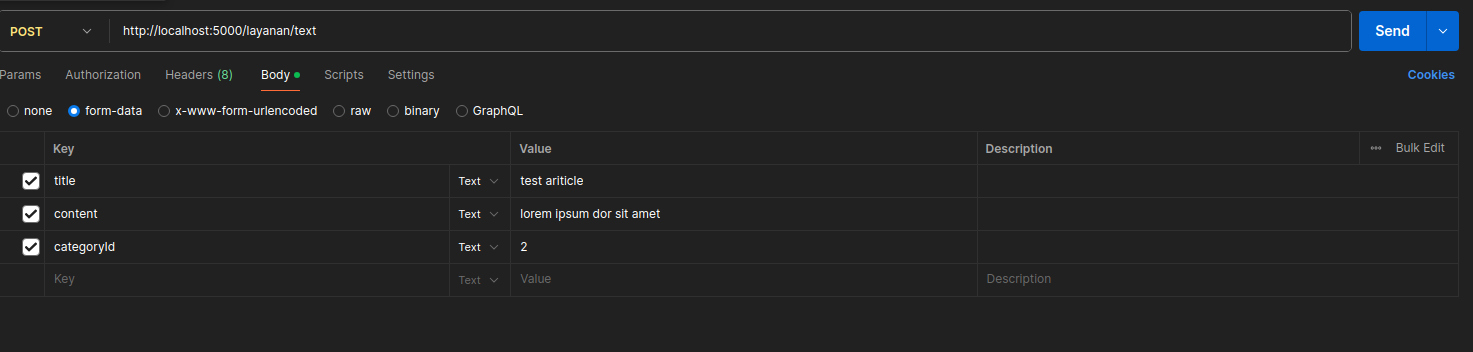 POST http://localhost:5000/layanan/text Send
Params Authorization Headers (8) Body Scripts Settings Cookies
none form-data x-www-form-urlencoded raw binary GraphQL
Key Value Description ••• Bulk Edit
title Text test ariticle
content Text lorem ipsum dor sit amet
categoryId Text 2
Key Text Value Description